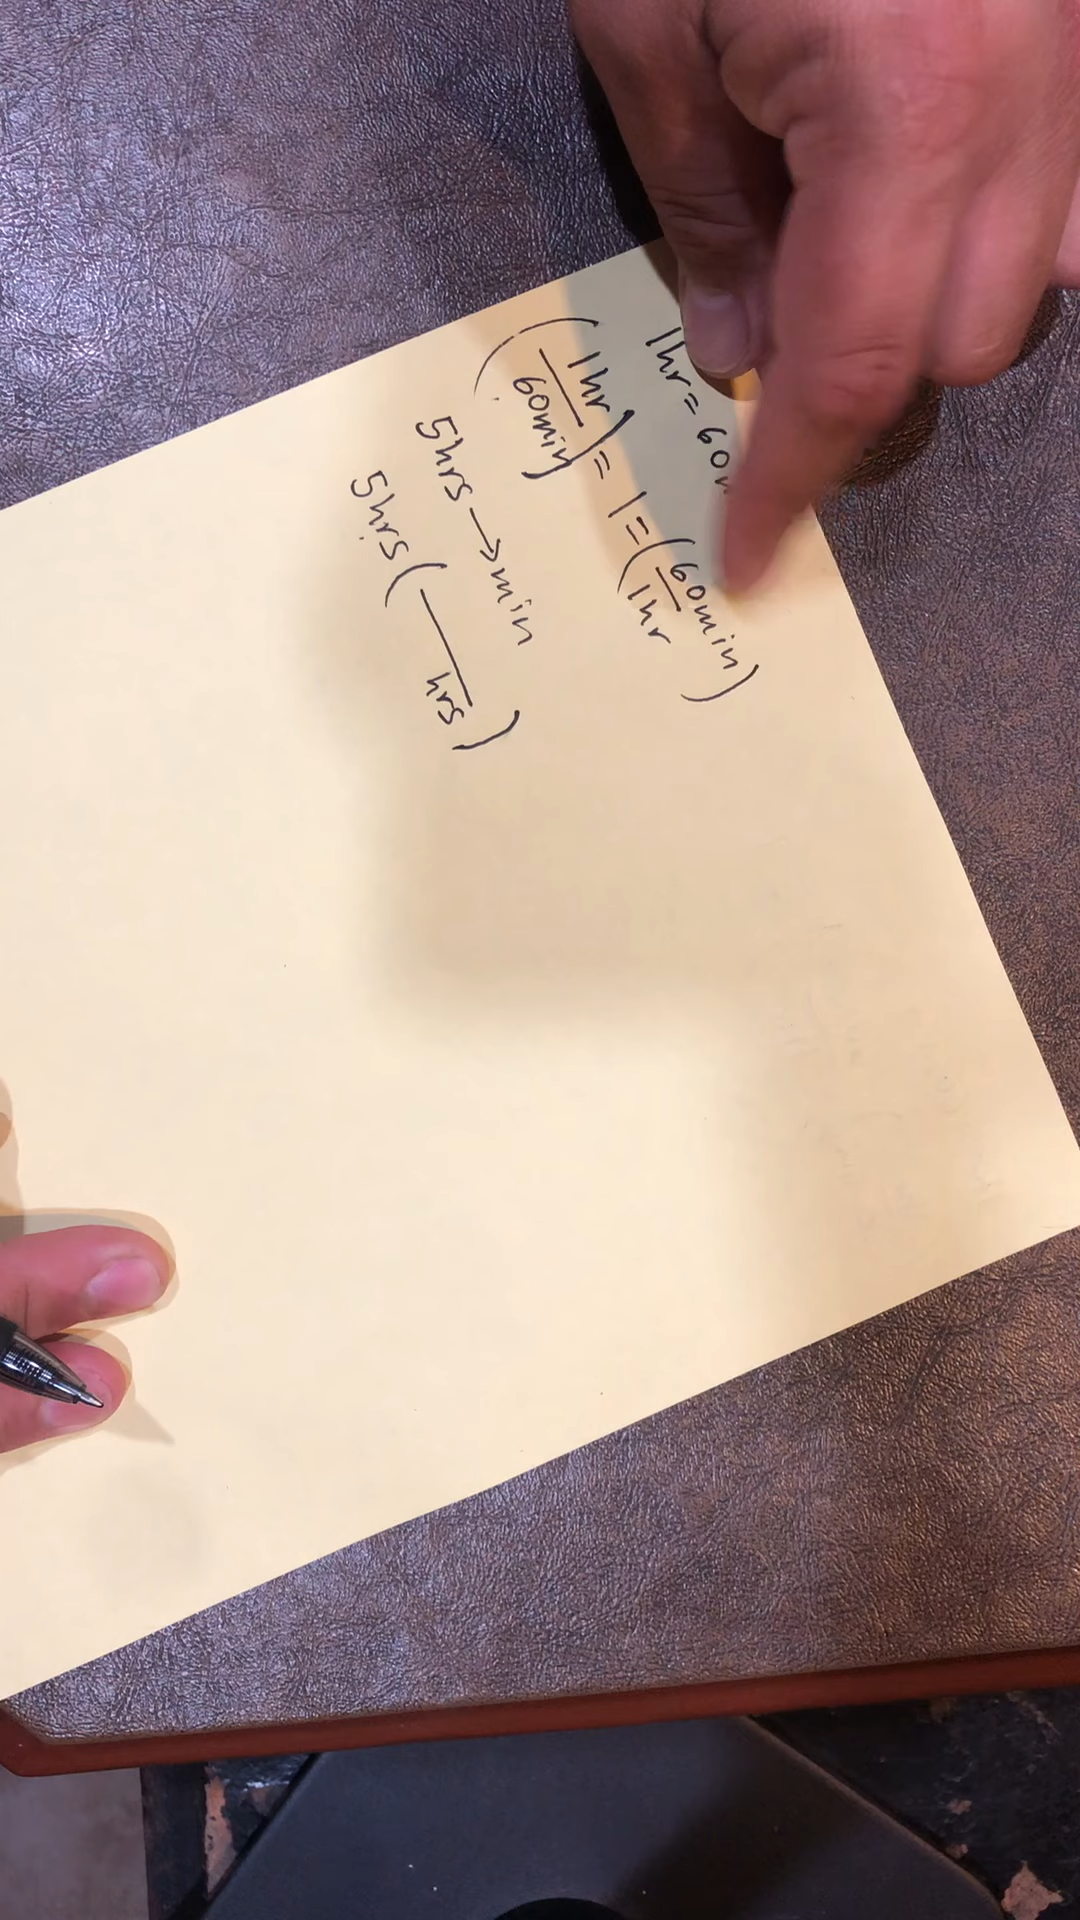 1hr = 60
(1hr/60min) = 1 = (60min/1hr)
5hrs → min
5hrs (——/hrs)